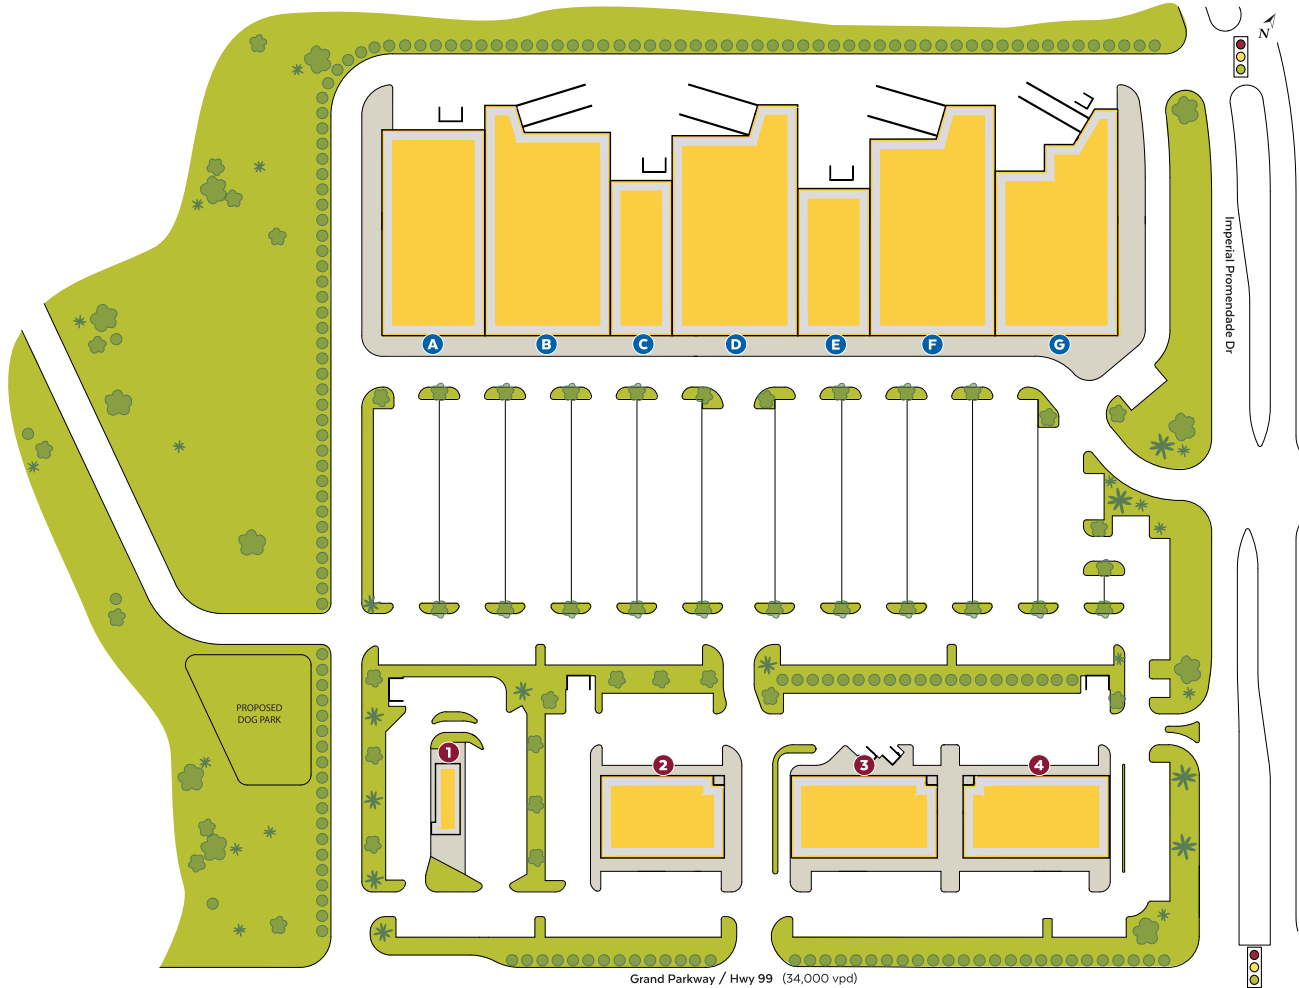 N
Imperial Promendade Dr
A B C D E F G
PROPOSED
DOG PARK
1
2 3 4
Grand Parkway / Hwy 99 (34,000 vpd)